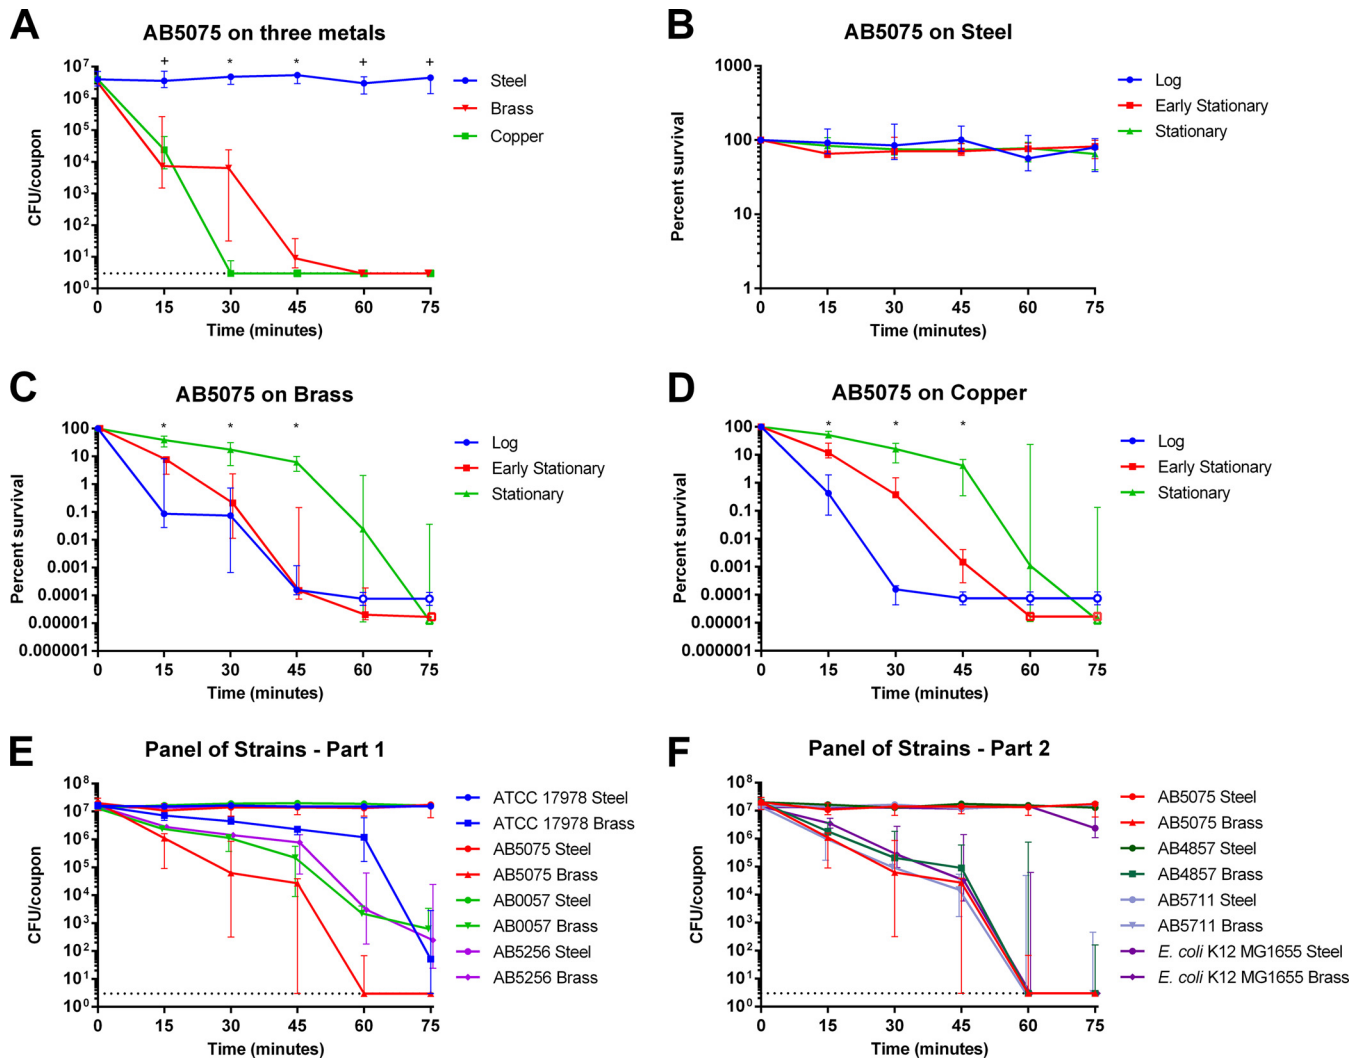 A
AB5075 on three metals
CFU/coupon
10^7
10^6
10^5
10^4
10^3
10^2
10^1
10^0
+ * * + +
0 15 30 45 60 75
Time (minutes)
Steel
Brass
Copper
B
AB5075 on Steel
Percent survival
1000
100
10
1
0 15 30 45 60 75
Time (minutes)
Log
Early Stationary
Stationary
C
AB5075 on Brass
Percent survival
100
10
1
0.1
0.01
0.001
0.0001
0.00001
0.000001
* * *
0 15 30 45 60 75
Time (minutes)
Log
Early Stationary
Stationary
D
AB5075 on Copper
Percent survival
100
10
1
0.1
0.01
0.001
0.0001
0.00001
0.000001
* * *
0 15 30 45 60 75
Time (minutes)
Log
Early Stationary
Stationary
E
Panel of Strains - Part 1
CFU/coupon
10^8
10^7
10^6
10^5
10^4
10^3
10^2
10^1
10^0
0 15 30 45 60 75
Time (minutes)
ATCC 17978 Steel
ATCC 17978 Brass
AB5075 Steel
AB5075 Brass
AB0057 Steel
AB0057 Brass
AB5256 Steel
AB5256 Brass
F
Panel of Strains - Part 2
CFU/coupon
10^8
10^7
10^6
10^5
10^4
10^3
10^2
10^1
10^0
0 15 30 45 60 75
Time (minutes)
AB5075 Steel
AB5075 Brass
AB4857 Steel
AB4857 Brass
AB5711 Steel
AB5711 Brass
E. coli K12 MG1655 Steel
E. coli K12 MG1655 Brass